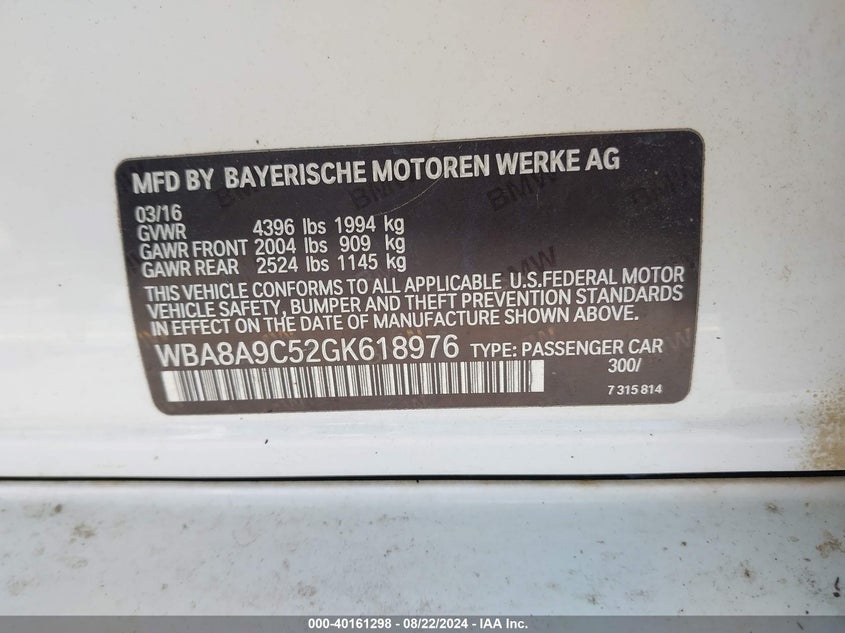 MFD BY BAYERISCHE MOTOREN WERKE AG
03/16
GVWR 4396 lbs 1994 kg
GAWR FRONT 2004 lbs 909 kg
GAWR REAR 2524 lbs 1145 kg
THIS VEHICLE CONFORMS TO ALL APPLICABLE U.S.FEDERAL MOTOR
VEHICLE SAFETY, BUMPER AND THEFT PREVENTION STANDARDS
IN EFFECT ON THE DATE OF MANUFACTURE SHOWN ABOVE.
WBA8A9C52GK618976 TYPE: PASSENGER CAR
300/
7 315 814
000-40161298 - 08/22/2024 - IAA Inc.